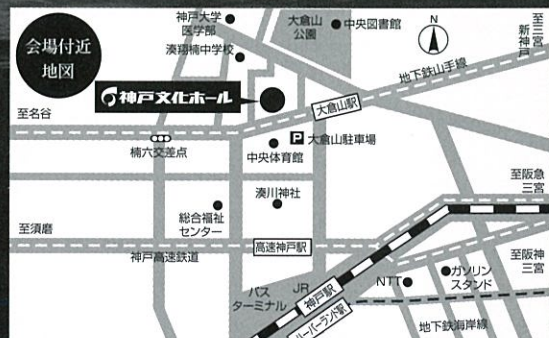 会場付近
地図
神戸大学
医学部
湊翔楠中学校
大倉山
公園
中央図書館
N
至三宮
新神戸
地下鉄山手線
神戸文化ホール
大倉山駅
至名谷
楠六交差点
P 大倉山駐車場
中央体育館
至阪急
三宮
湊川神社
総合福祉
センター
至須磨
高速神戸駅
神戸高速鉄道
至阪神
三宮
バス
ターミナル
JR
神戸駅
NTT
ガソリン
スタンド
ハーバーランド駅
地下鉄海岸線